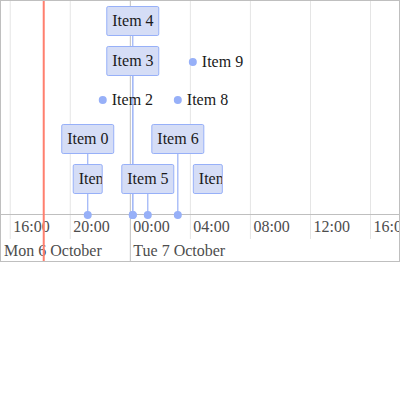 Item 4
Item 3
Item 9
Item 2
Item 8
Item 0
Item 6
Item 5
16:00 20:00 00:00 04:00 08:00 12:00
Mon 6 October Tue 7 October